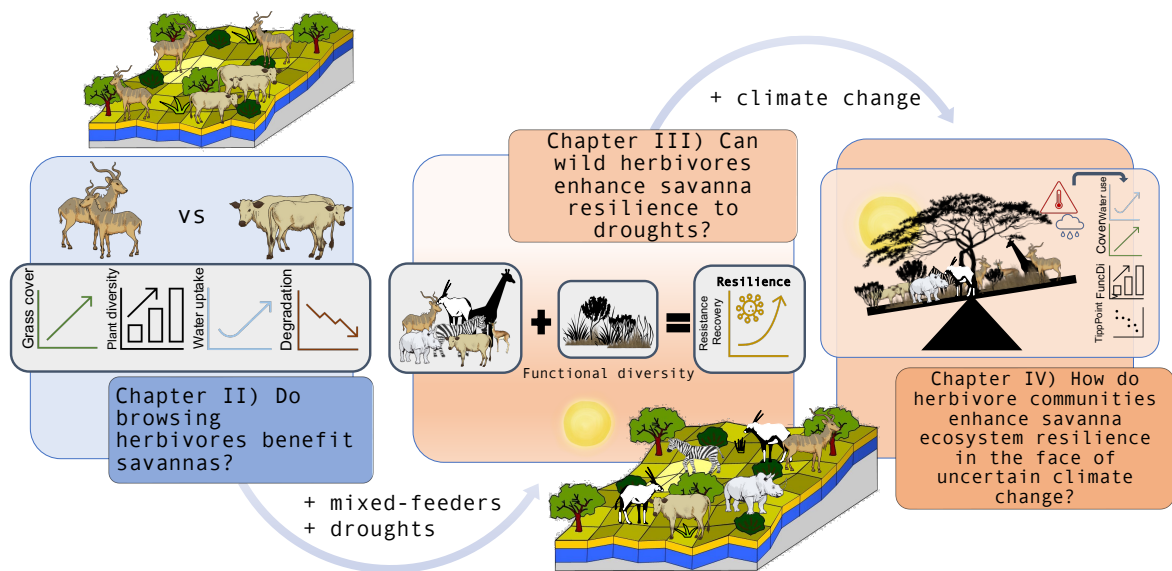 + climate change
Chapter III) Can
wild herbivores
enhance savanna
resilience to
droughts?
vs
Grass cover
Plant diversity
Water uptake
Degradation
Chapter II) Do
browsing
herbivores benefit
savannas?
+ mixed-feeders
+ droughts
Functional diversity
Resilience
Resistance
Recovery
Water use
Cover
FuncDi
TippPoint
Chapter IV) How do
herbivore communities
enhance savanna
ecosystem resilience
in the face of
uncertain climate
change?